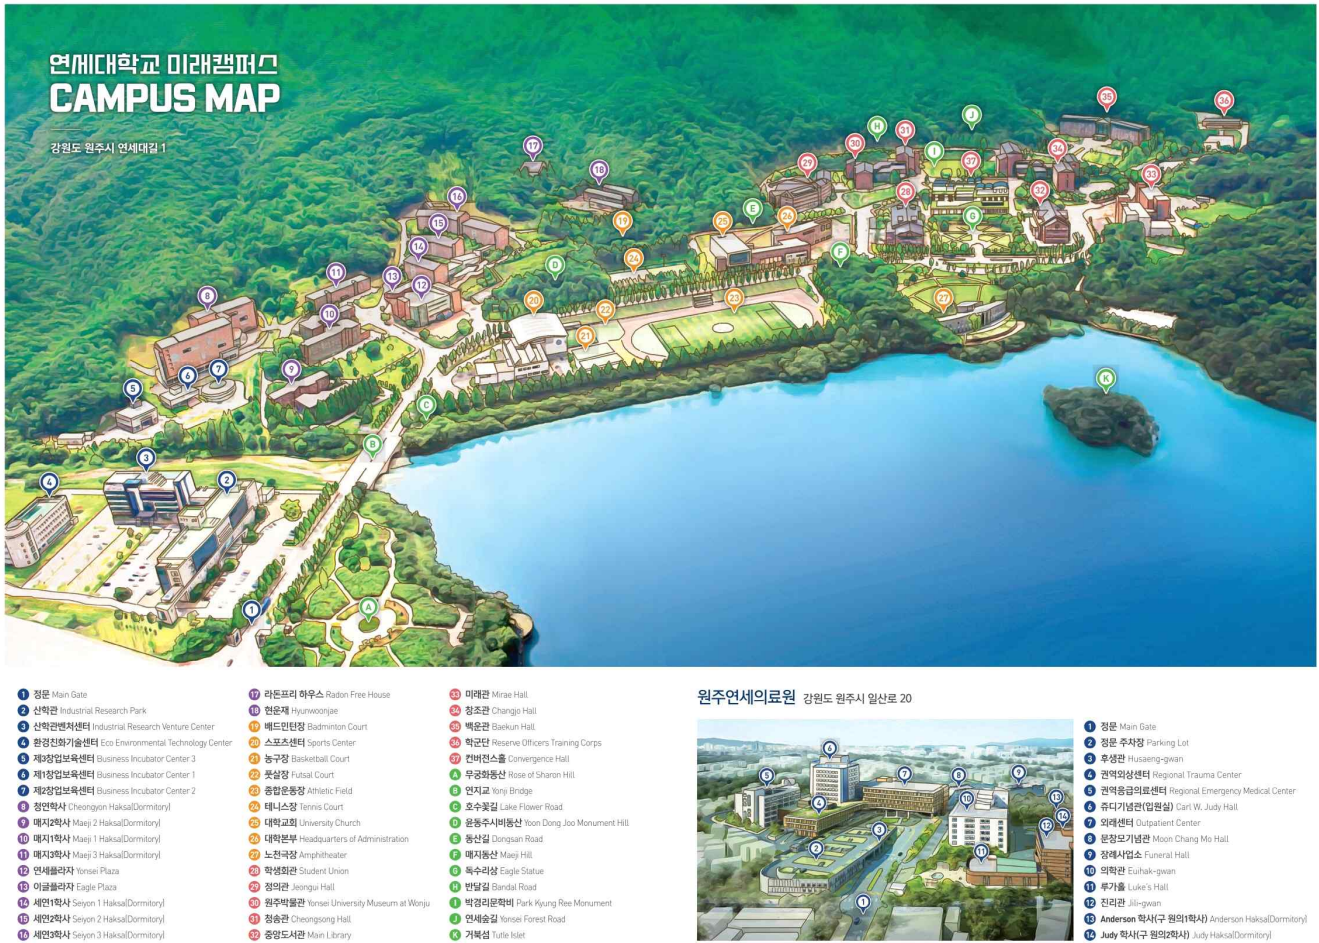 연세대학교 미래캠퍼스
CAMPUS MAP
강원도 원주시 연세대길 1
1 정문 Main Gate
2 산학관 Industrial Research Park
3 산학관벤처센터 Industrial Research Venture Center
4 환경친화기술센터 Eco Environmental Technology Center
5 제3창업보육센터 Business Incubator Center 3
6 제1창업보육센터 Business Incubator Center 1
7 제2창업보육센터 Business Incubator Center 2
8 청연학사 Cheongyon Haksa(Dormitory)
9 매지2학사 Maeji 2 Haksa(Dormitory)
10 매지1학사 Maeji 1 Haksa(Dormitory)
11 매지3학사 Maeji 3 Haksa(Dormitory)
12 연세플라자 Yonsei Plaza
13 이글플라자 Eagle Plaza
14 세연1학사 Seiyon 1 Haksa(Dormitory)
15 세연2학사 Seiyon 2 Haksa(Dormitory)
16 세연3학사 Seiyon 3 Haksa(Dormitory)
17 라돈프리 하우스 Radon Free House
18 현운재 Hyunwoonjae
19 배드민턴장 Badminton Court
20 스포츠센터 Sports Center
21 농구장 Basketball Court
22 풋살장 Futsal Court
23 종합운동장 Athletic Field
24 테니스장 Tennis Court
25 대학교회 University Church
26 대학본부 Headquarters of Administration
27 노천극장 Amphitheater
28 학생회관 Student Union
29 정의관 Jeongui Hall
30 원주박물관 Yonsei University Museum at Wonju
31 청송관 Cheongsong Hall
32 중앙도서관 Main Library
33 미래관 Mirae Hall
34 창조관 Changjo Hall
35 백운관 Baekun Hall
36 학군단 Reserve Officers Training Corps
37 컨버전스홀 Convergence Hall
A 무궁화동산 Rose of Sharon Hill
B 연지교 Yonji Bridge
C 호수꽃길 Lake Flower Road
D 윤동주시비동산 Yoon Dong Joo Monument Hill
E 동산길 Dongsan Road
F 매지동산 Maeji Hill
G 독수리상 Eagle Statue
H 반달길 Bandal Road
I 박경리문학비 Park Kyung Ree Monument
J 연세숲길 Yonsei Forest Road
K 거북섬 Tutle Islet
원주연세의료원 강원도 원주시 일산로 20
1 정문 Main Gate
2 정문 주차장 Parking Lot
3 후생관 Husaeng-gwan
4 권역외상센터 Regional Trauma Center
5 권역응급의료센터 Regional Emergency Medical Center
6 쥬디기념관(입원실) Carl W. Judy Hall
7 외래센터 Outpatient Center
8 문창모기념관 Moon Chang Mo Hall
9 장례사업소 Funeral Hall
10 의학관 Euihak-gwan
11 루가홀 Luke's Hall
12 진리관 Jili-gwan
13 Anderson 학사(구 원의1학사) Anderson Haksa(Dormitory)
14 Judy 학사(구 원의2학사) Judy Haksa(Dormitory)